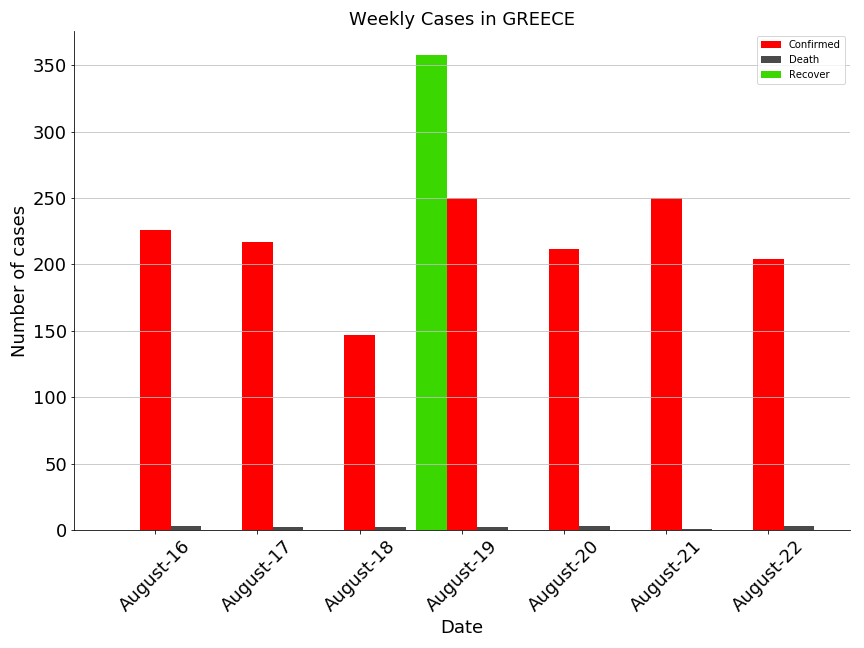 Weekly Cases in GREECE
Confirmed
Death
Recover
Number of cases
350
300
250
200
150
100
50
0
August-16
August-17
August-18
August-19
August-20
August-21
August-22
Date